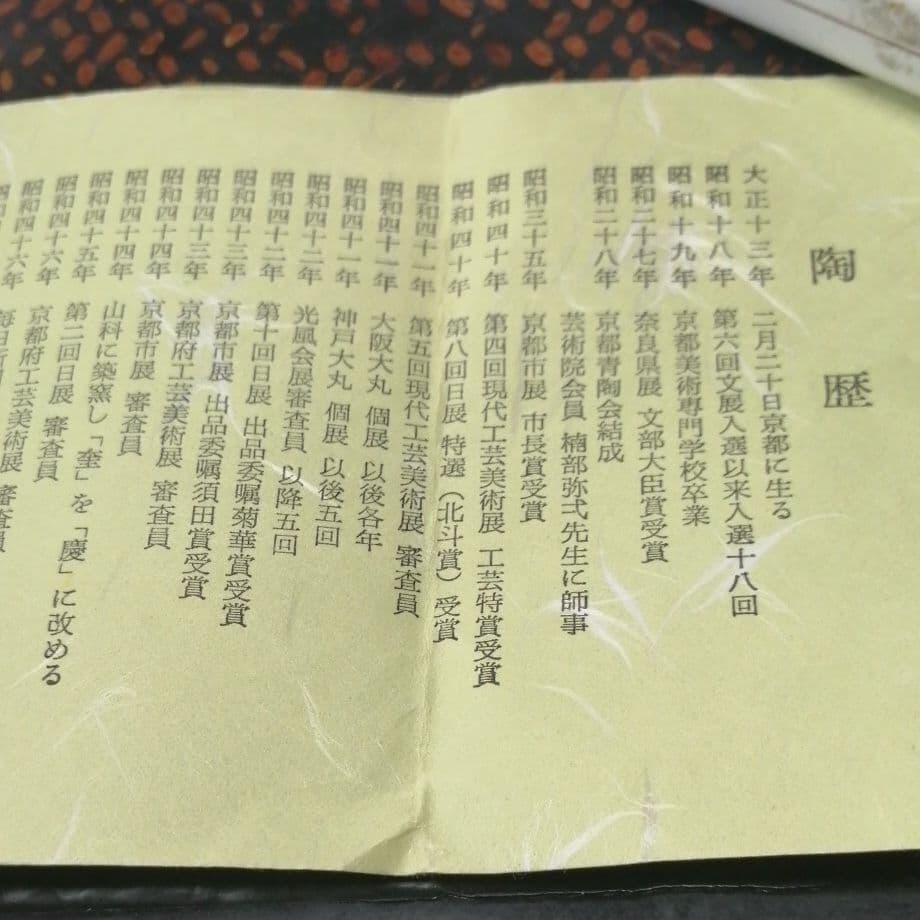 陶歴
大正十三年 二月二十日京都に生る
昭和十八年 第六回文展入選以来入選十八回
昭和十九年 京都美術専門学校卒業
昭和二十七年 奈良県展 文部大臣賞受賞
昭和二十八年 京都青陶会結成
芸術院会員 楠部弥弌先生に師事
昭和三十五年 京都市展 市長賞受賞
昭和四十年 第四回現代工芸美術展 工芸特賞受賞
昭和四十年 第八回日展 特選（北斗賞）受賞
昭和四十一年 第五回現代工芸美術展 審査員
昭和四十一年 大阪大丸 個展 以後各年
昭和四十一年 神戸大丸 個展 以後五回
昭和四十二年 光風会展審査員 以降五回
昭和四十二年 第十回日展 出品委嘱菊華賞受賞
昭和四十三年 京都市展 出品委嘱須田賞受賞
昭和四十三年 京都府工芸美術展 審査員
昭和四十四年 京都市展 審査員
昭和四十四年 山科に築窯し「奎」を「慶」に改める
昭和四十五年 第二回日展 審査員
昭和四十六年 京都府工芸美術展 審査員